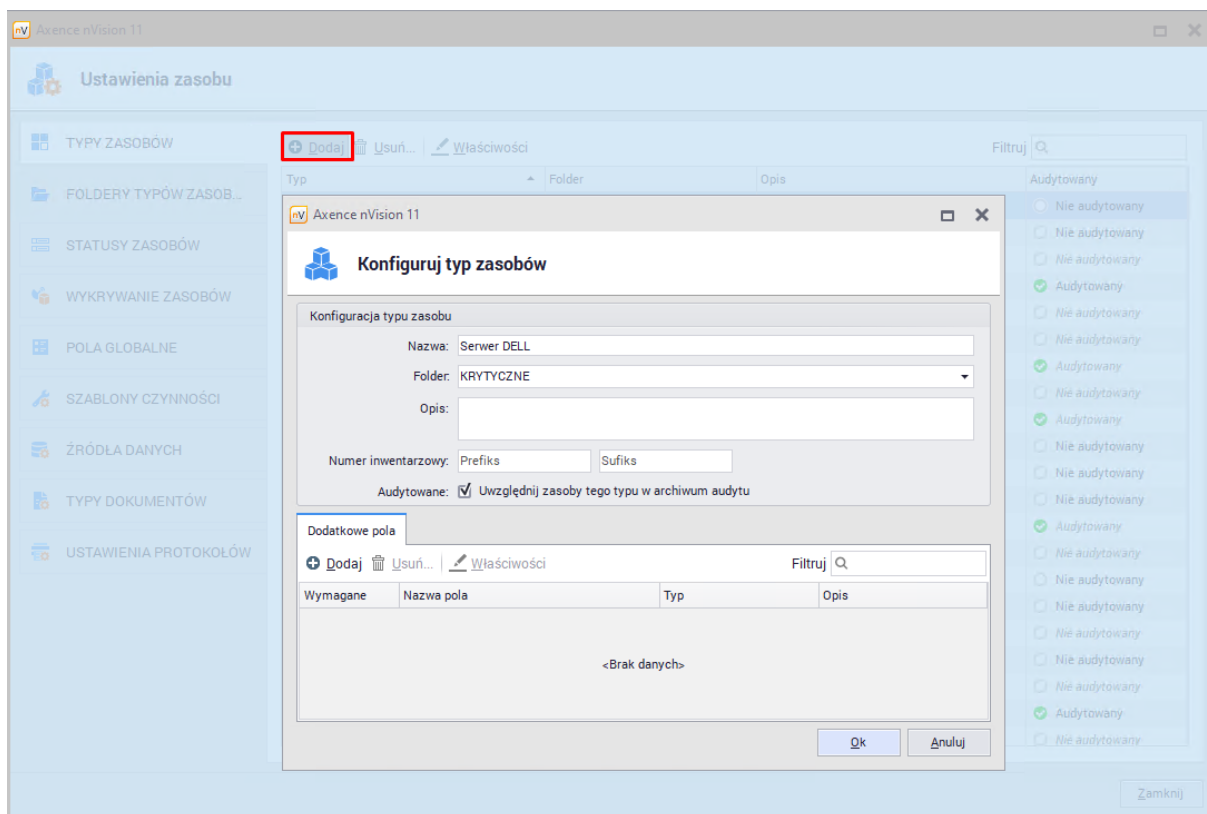 Axence nVision 11
Ustawienia zasobu
TYPY ZASOBÓW
FOLDERY TYPÓW ZASOB...
STATUSY ZASOBÓW
WYKRYWANIE ZASOBÓW
POLA GLOBALNE
SZABLONY CZYNNOŚCI
ŹRÓDŁA DANYCH
TYPY DOKUMENTÓW
USTAWIENIA PROTOKOŁÓW
Dodaj Usuń... Właściwości Filtruj
Typ Folder Opis Audytowany
Nie audytowany
Nie audytowany
Nie audytowany
Audytowany
Nie audytowany
Nie audytowany
Audytowany
Nie audytowany
Audytowany
Nie audytowany
Nie audytowany
Nie audytowany
Audytowany
Nie audytowany
Nie audytowany
Nie audytowany
Nie audytowany
Nie audytowany
Nie audytowany
Audytowany
Nie audytowany
nV Axence nVision 11
Konfiguruj typ zasobów
Konfiguracja typu zasobu
Nazwa: Serwer DELL
Folder: KRYTYCZNE
Opis:
Numer inwentarzowy: Prefiks Sufiks
Audytowane: Uwzględnij zasoby tego typu w archiwum audytu
Dodatkowe pola
Dodaj Usuń... Właściwości Filtruj
Wymagane Nazwa pola Typ Opis
<Brak danych>
Ok Anuluj
Zamknij